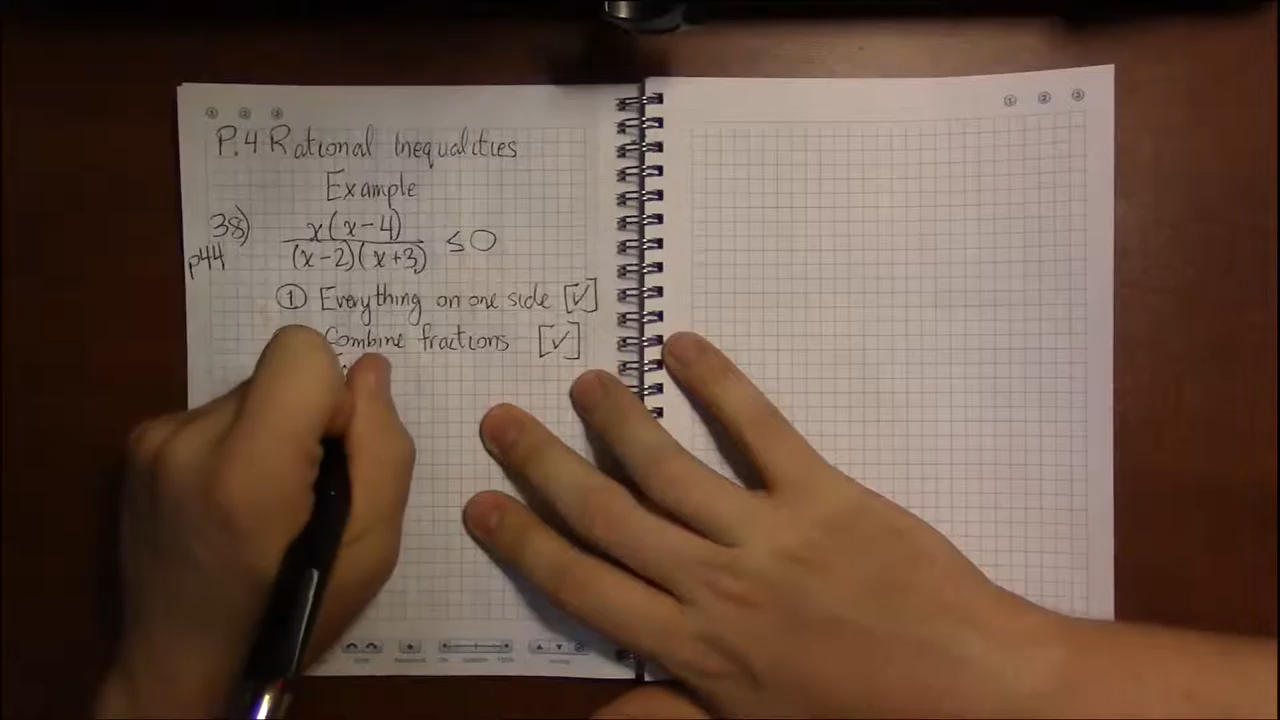 P.4 Rational Inequalities
Example
38)
p44
x(x-4)
(x-2)(x+3)
≤0
① Everything on one side [✓]
Combine fractions [✓]